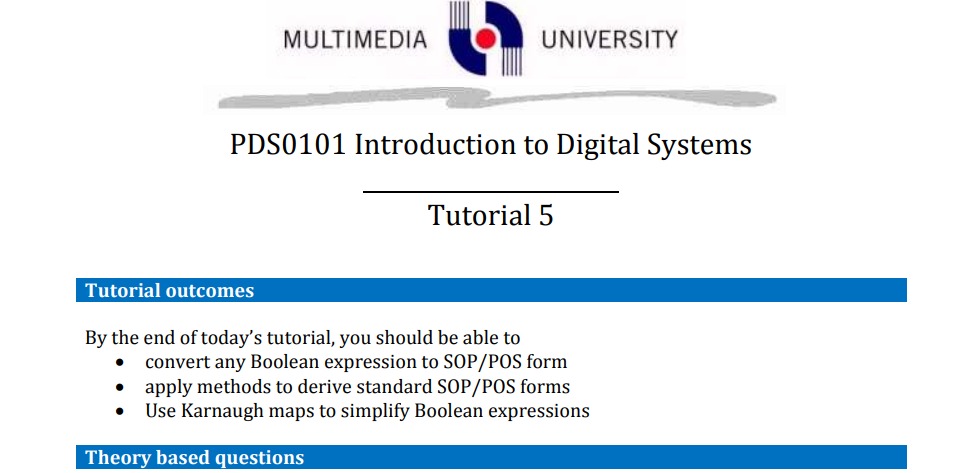 MULTIMEDIA UNIVERSITY
PDS0101 Introduction to Digital Systems
Tutorial 5
Tutorial outcomes
By the end of today’s tutorial, you should be able to
• convert any Boolean expression to SOP/POS form
• apply methods to derive standard SOP/POS forms
• Use Karnaugh maps to simplify Boolean expressions
Theory based questions